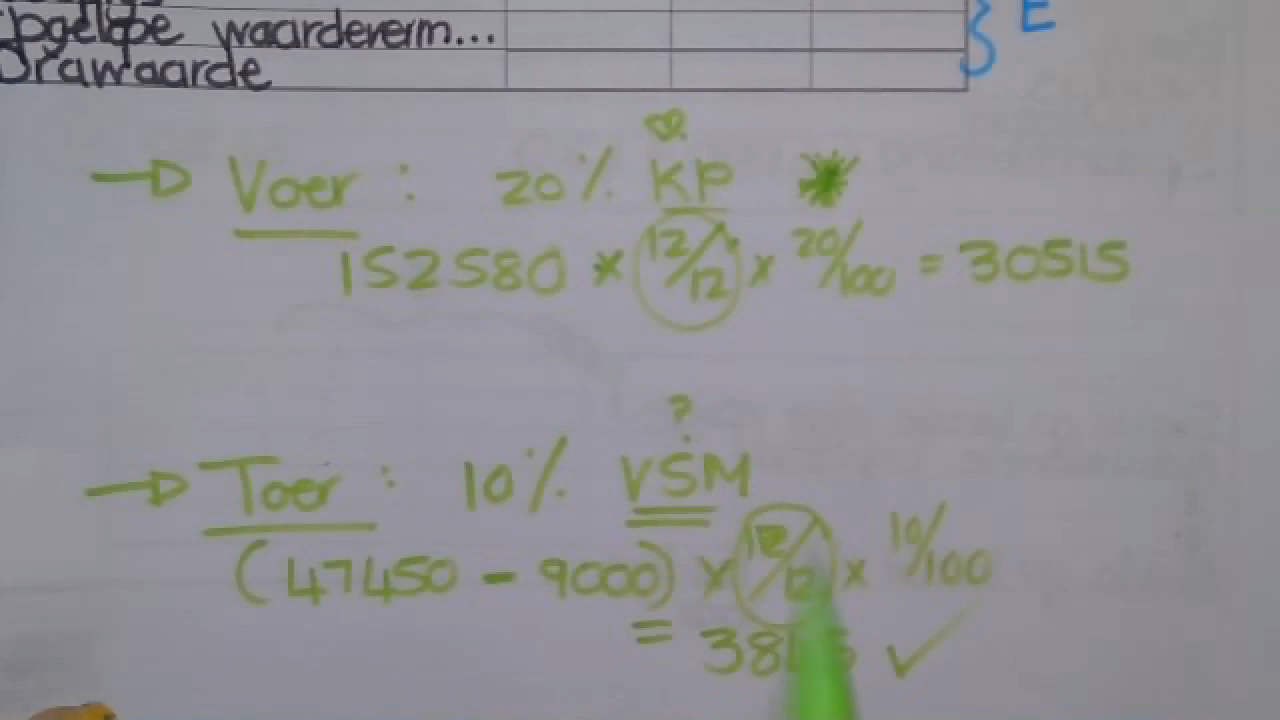 Opgelope waardeverm...
Drawaarde
E
→ Voer : 20% KP *
152580 × 12/12 × 20/100 = 30515
?
→ Toer : 10% VSM
(47450 - 9000) × 12/12 × 10/100
= ✓